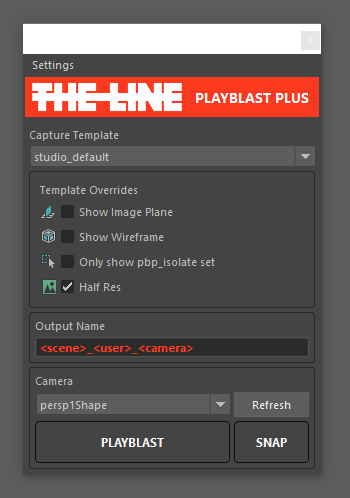 Settings
THE LINE PLAYBLAST PLUS
Capture Template
studio_default
Template Overrides
Show Image Plane
Show Wireframe
Only show pbp_isolate set
Half Res
Output Name
<scene>_<user>_<camera>
Camera
persp1Shape Refresh
PLAYBLAST SNAP